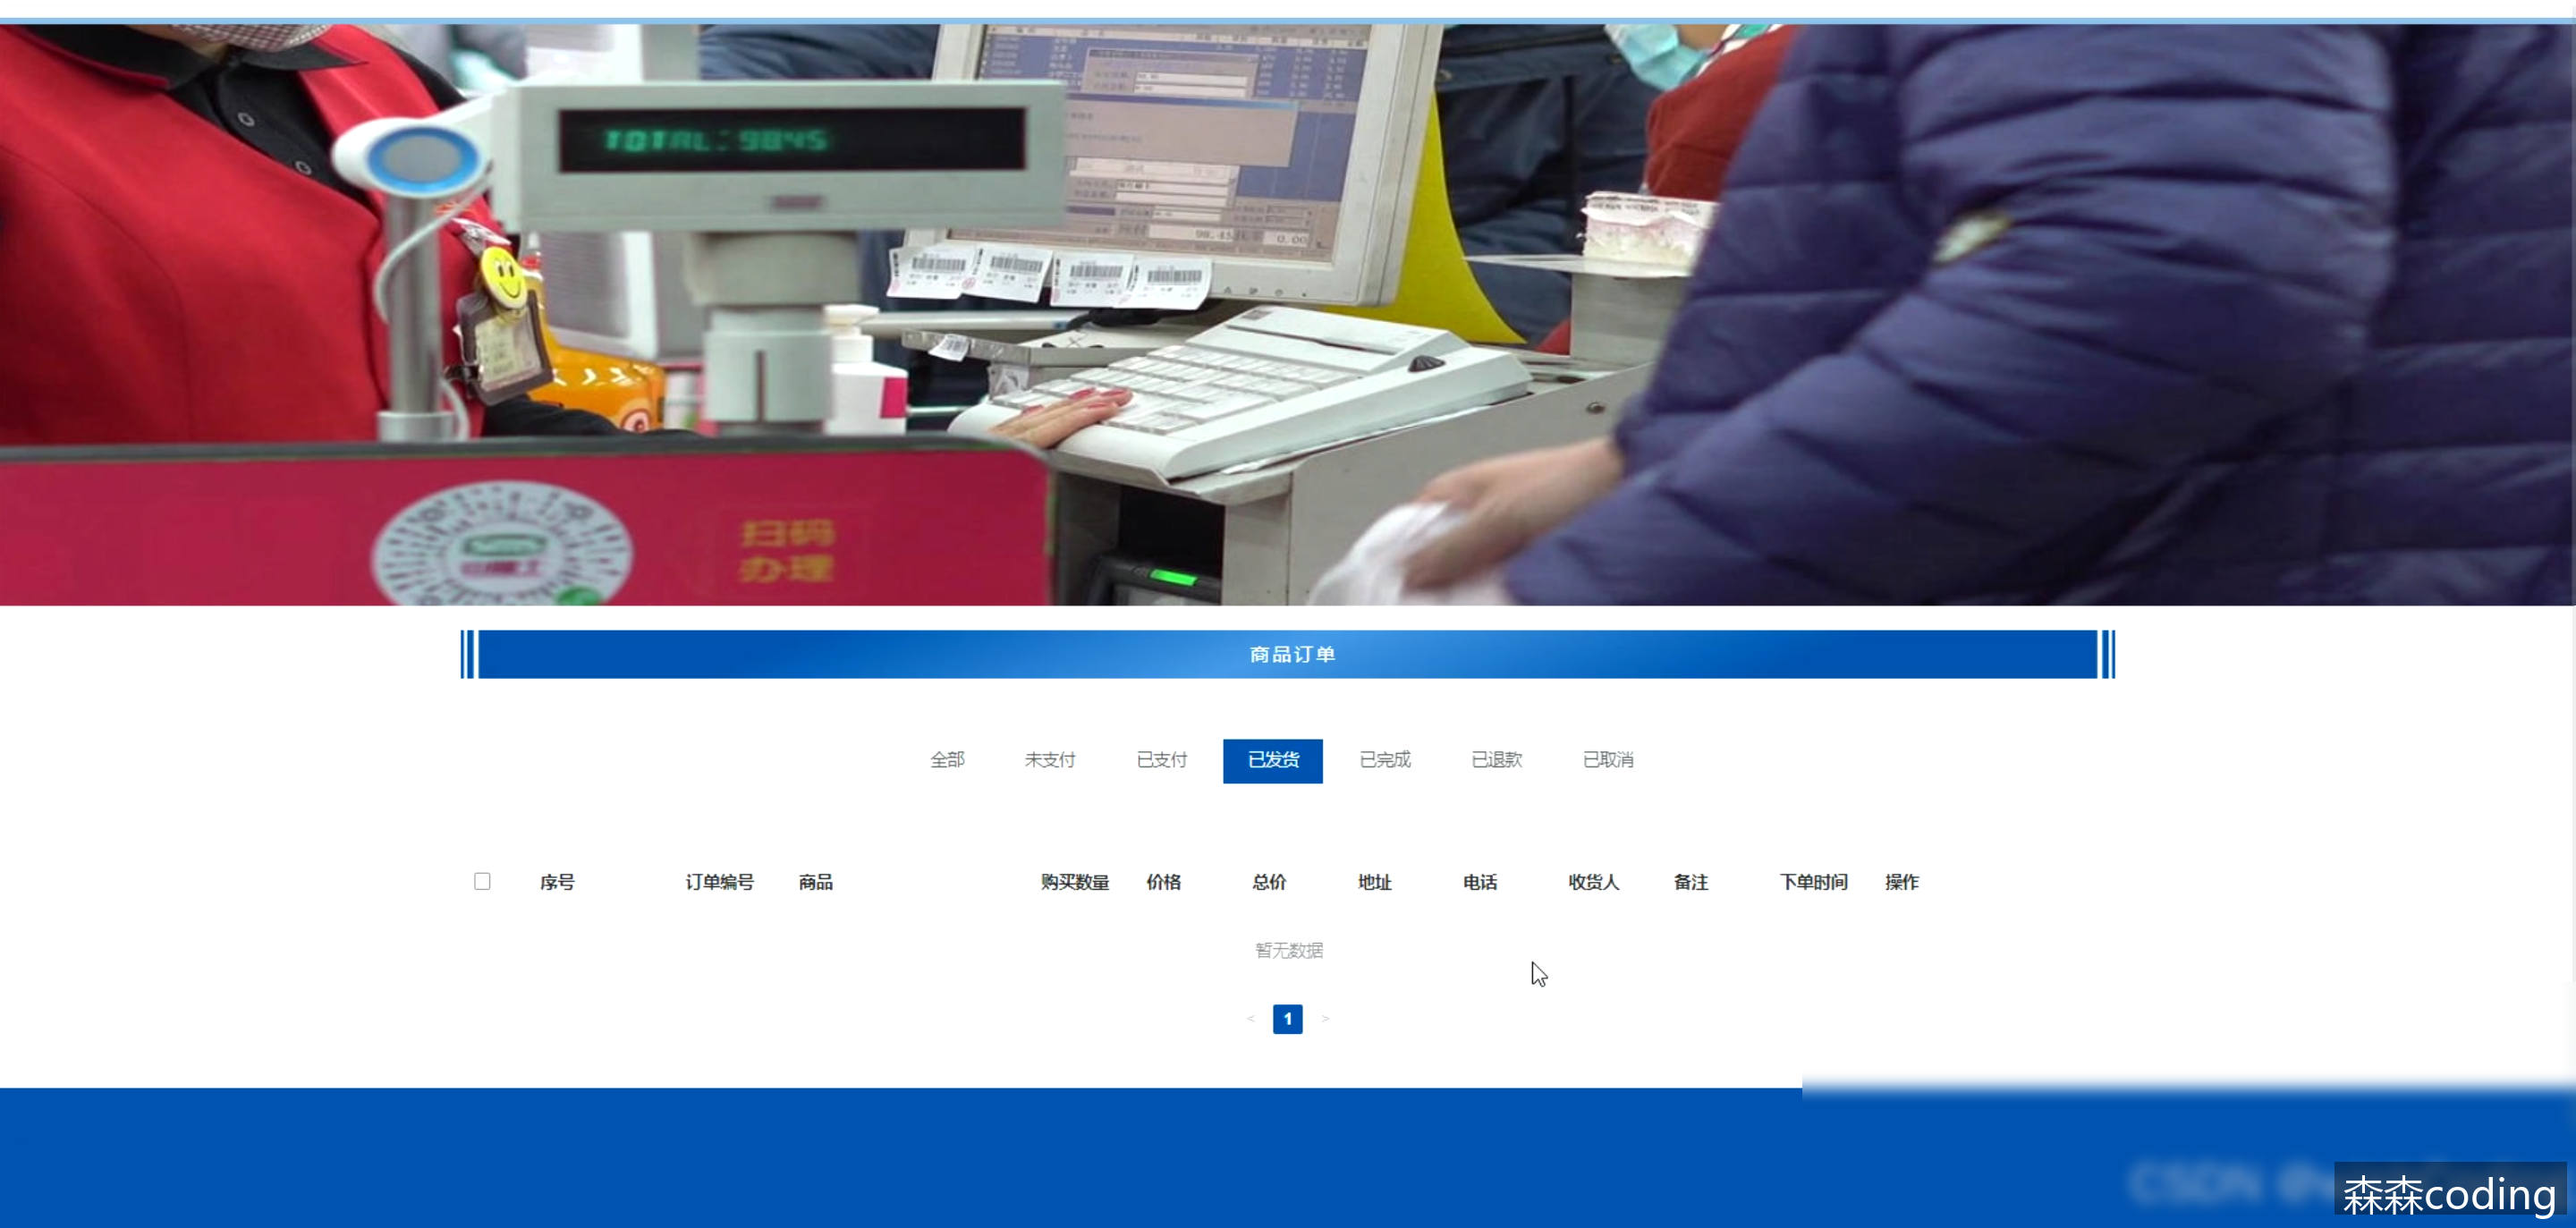 TOTAL:9845
扫码
办理
商品订单
全部 未支付 已支付 已发货 已完成 已退款 已取消
序号 订单编号 商品 购买数量 价格 总价 地址 电话 收货人 备注 下单时间 操作
暂无数据
< 1 >
CSDN
森森coding